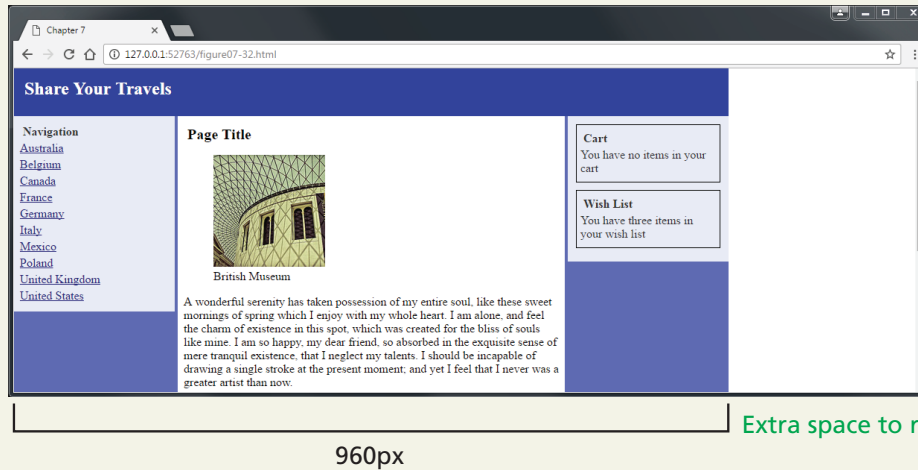 Chapter 7
127.0.0.1:52763/figure07-32.html
Share Your Travels
Navigation
Australia
Belgium
Canada
France
Germany
Italy
Mexico
Poland
United Kingdom
United States
Page Title
British Museum
A wonderful serenity has taken possession of my entire soul, like these sweet
mornings of spring which I enjoy with my whole heart. I am alone, and feel
the charm of existence in this spot, which was created for the bliss of souls
like mine. I am so happy, my dear friend, so absorbed in the exquisite sense of
mere tranquil existence, that I neglect my talents. I should be incapable of
drawing a single stroke at the present moment; and yet I feel that I never was a
greater artist than now.
Cart
You have no items in your
cart
Wish List
You have three items in
your wish list
960px
Extra space to